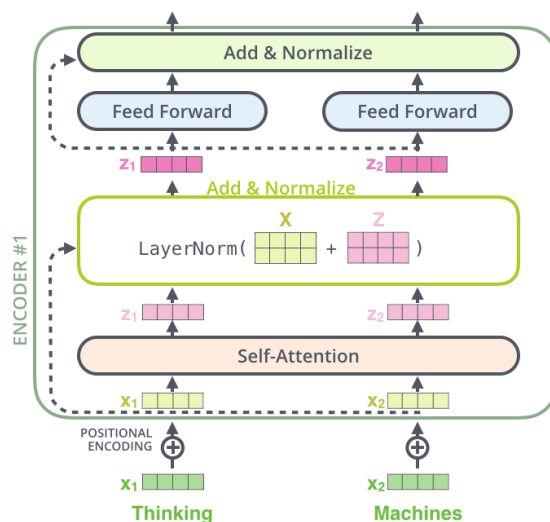 Add & Normalize
Feed Forward Feed Forward
z1 z2
Add & Normalize
X Z
LayerNorm( + )
z1 z2
Self-Attention
x1 x2
POSITIONAL
ENCODING
x1 x2
Thinking Machines
ENCODER #1